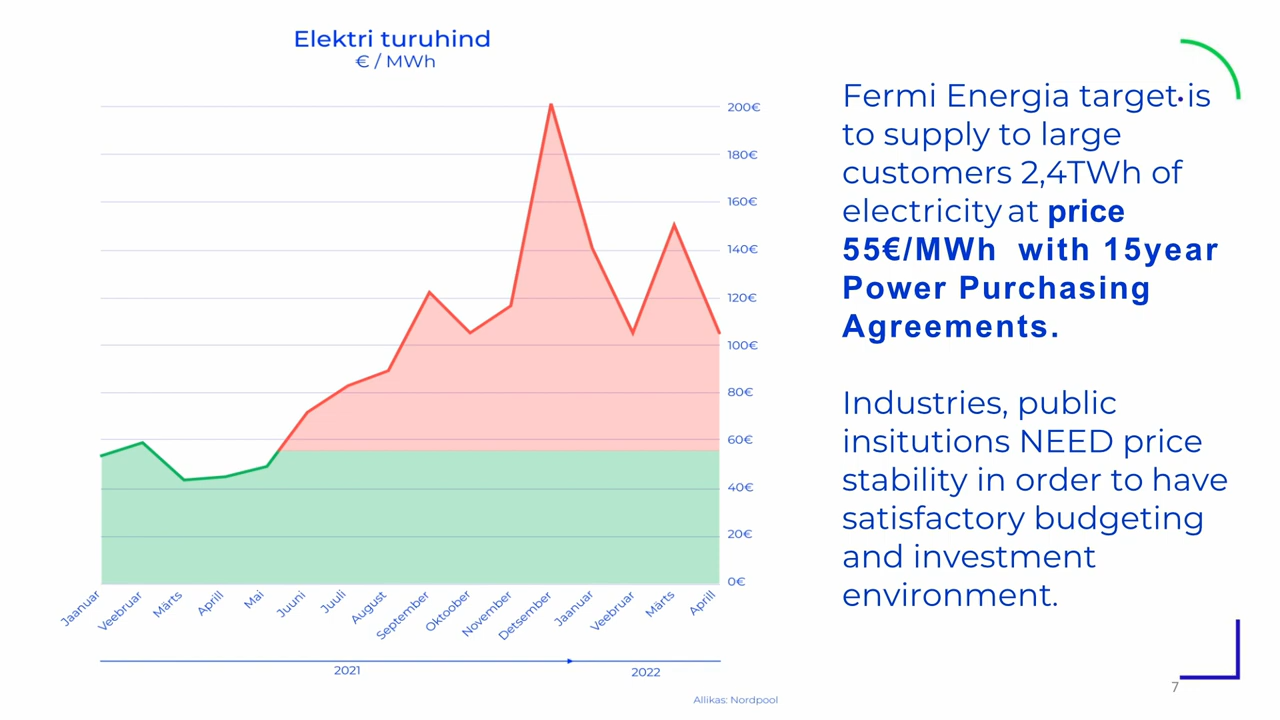 Elektri turuhind
€ / MWh
200€
180€
160€
140€
120€
100€
80€
60€
40€
20€
0€
Jaanuar
Veebruar
Märts
Aprill
Mai
Juuni
Juuli
August
September
Oktoober
November
Detsember
Jaanuar
Veebruar
Märts
Aprill
2021
2022
Allikas: Nordpool
Fermi Energia target is
to supply to large
customers 2,4TWh of
electricity at price
55€/MWh with 15year
Power Purchasing
Agreements.
Industries, public
insitutions NEED price
stability in order to have
satisfactory budgeting
and investment
environment.
7